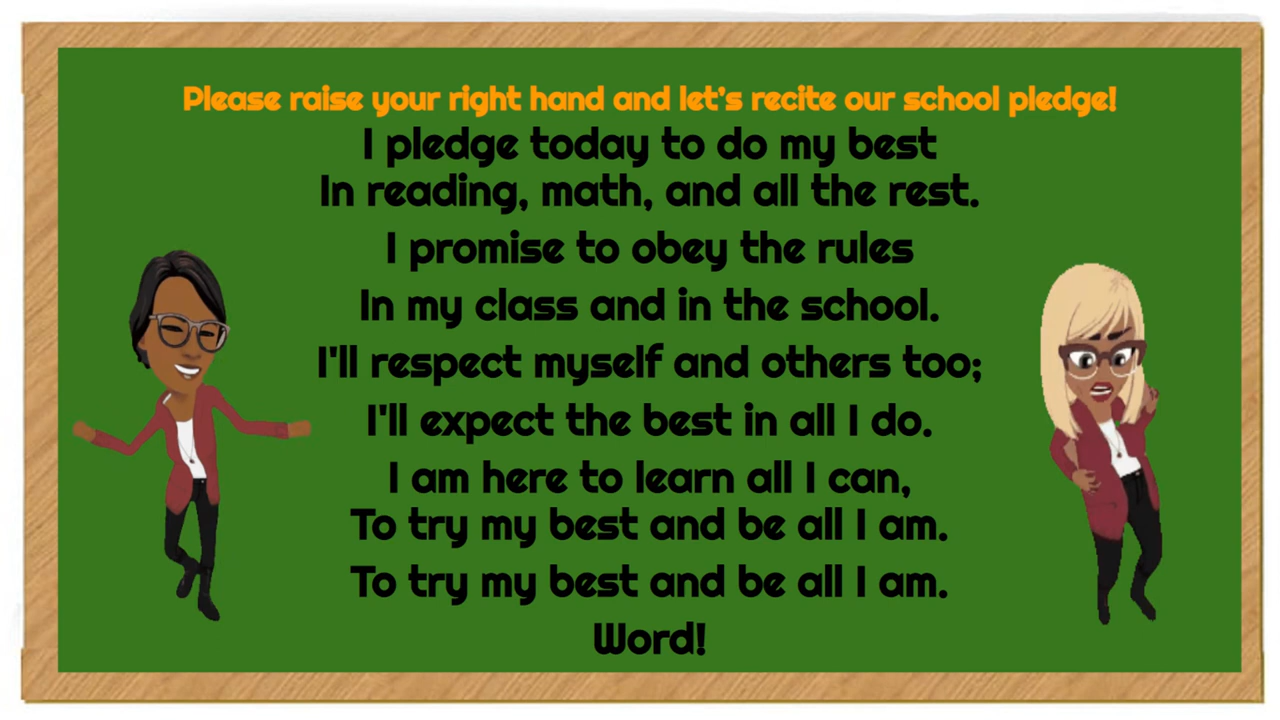 Please raise your right hand and let's recite our school pledge!
I pledge today to do my best
In reading, math, and all the rest.
I promise to obey the rules
In my class and in the school.
I'll respect myself and others too;
I'll expect the best in all I do.
I am here to learn all I can,
To try my best and be all I am.
To try my best and be all I am.
Word!